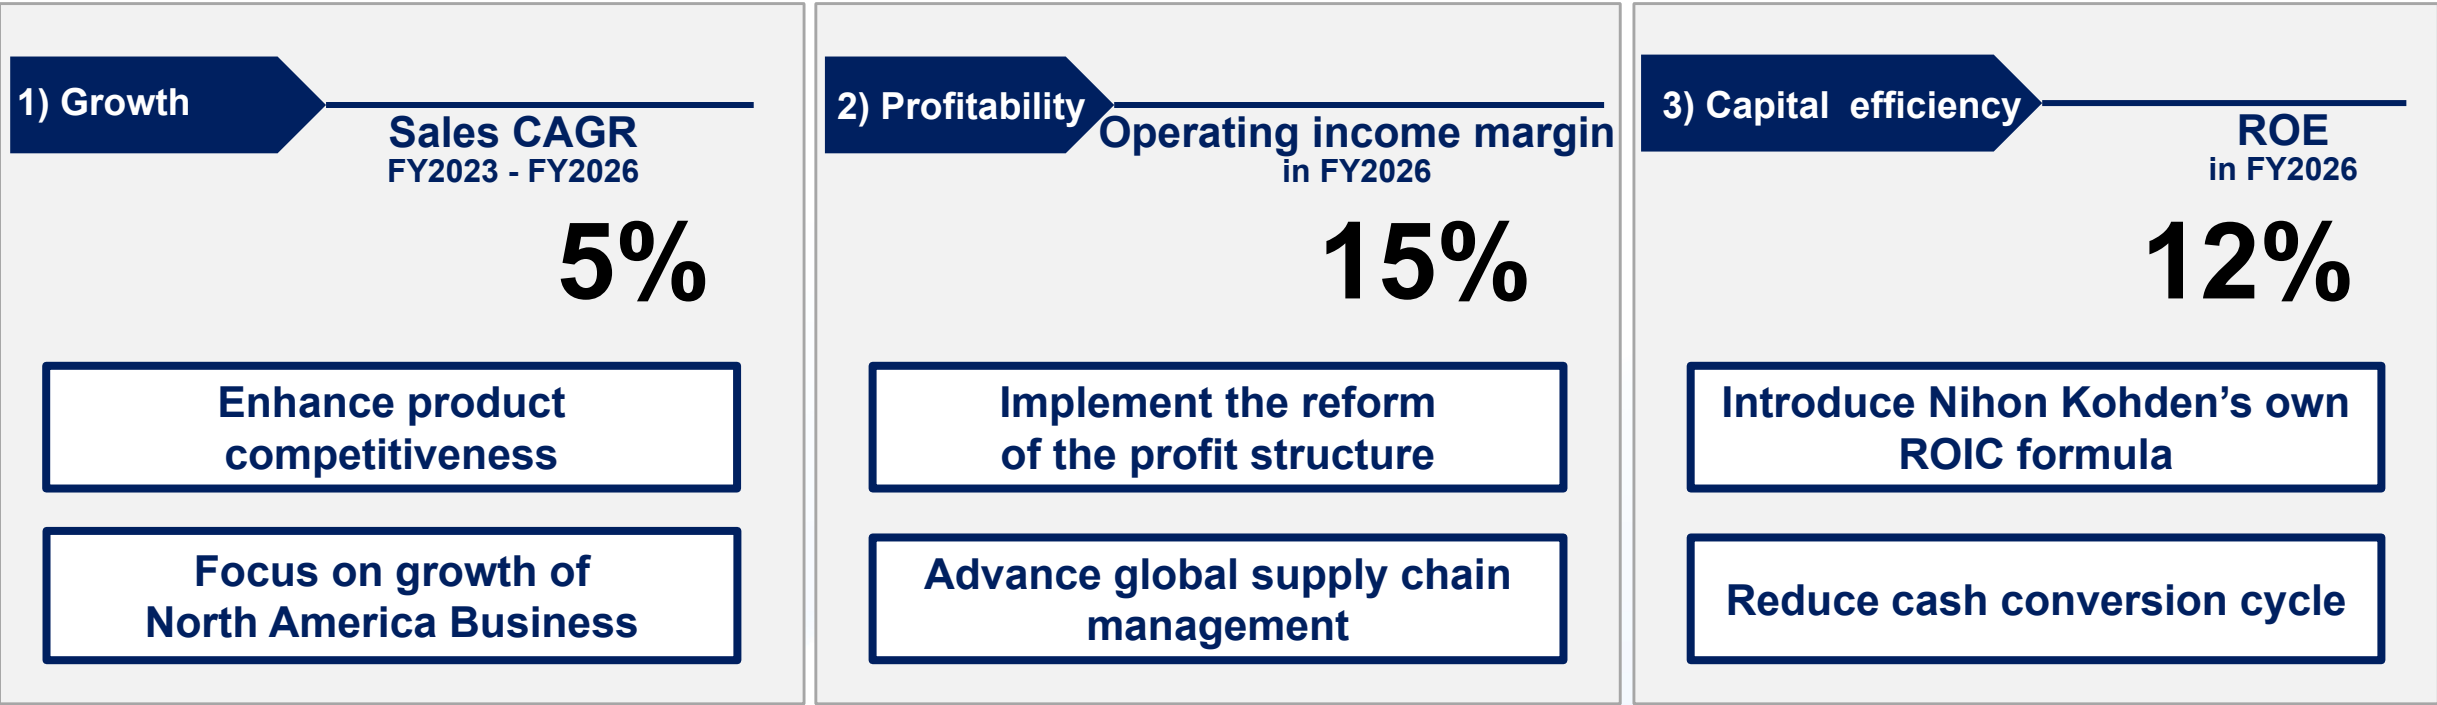 1) Growth
Sales CAGR
FY2023 - FY2026
5%
Enhance product
competitiveness
Focus on growth of
North America Business
2) Profitability
Operating income margin
in FY2026
15%
Implement the reform
of the profit structure
Advance global supply chain
management
3) Capital  efficiency
ROE
in FY2026
12%
Introduce Nihon Kohden’s own
ROIC formula
Reduce cash conversion cycle